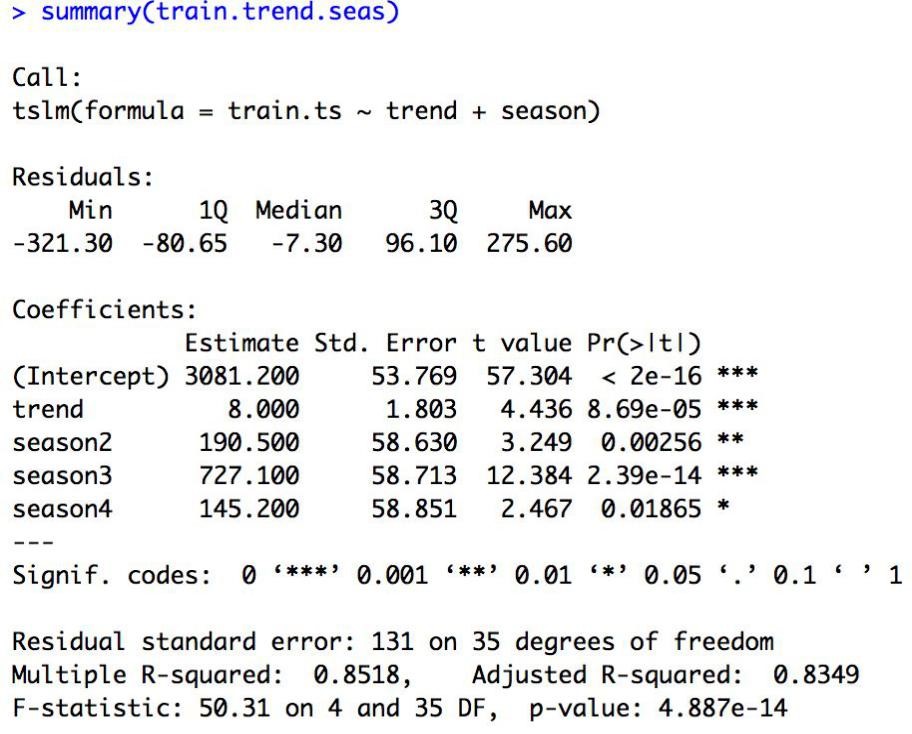 > summary(train.trend.seas)
Call:
tslm(formula = train.ts ~ trend + season)
Residuals:
    Min      1Q  Median      3Q     Max
-321.30  -80.65   -7.30   96.10  275.60
Coefficients:
            Estimate Std. Error t value Pr(>|t|)
(Intercept) 3081.200     53.769  57.304  < 2e-16 ***
trend          8.000      1.803   4.436 8.69e-05 ***
season2      190.500     58.630   3.249  0.00256 **
season3      727.100     58.713  12.384 2.39e-14 ***
season4      145.200     58.851   2.467  0.01865 *
---
Signif. codes:  0 ‘***’ 0.001 ‘**’ 0.01 ‘*’ 0.05 ‘.’ 0.1 ‘ ’ 1
Residual standard error: 131 on 35 degrees of freedom
Multiple R-squared:  0.8518,    Adjusted R-squared:  0.8349
F-statistic: 50.31 on 4 and 35 DF,  p-value: 4.887e-14